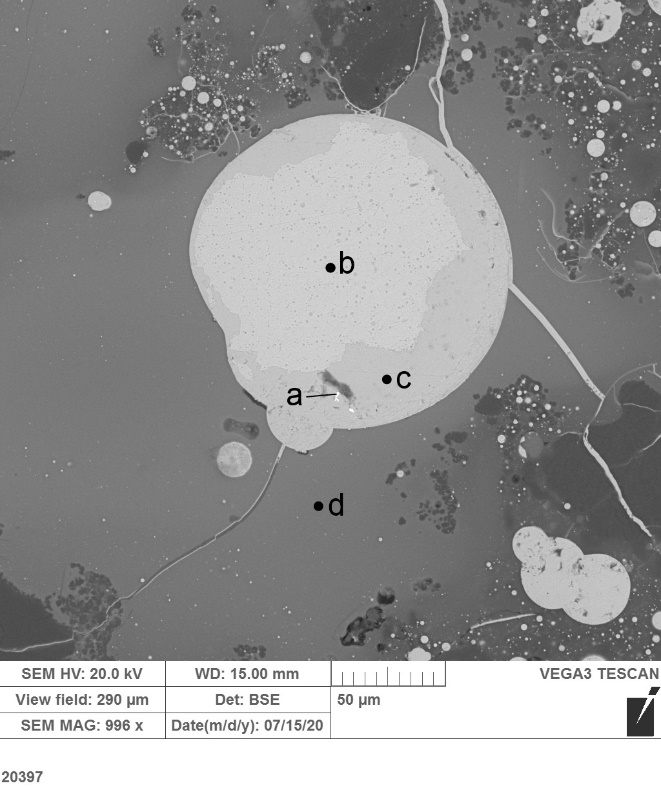 b
c
a
d
SEM HV: 20.0 kV WD: 15.00 mm VEGA3 TESCAN
View field: 290 µm Det: BSE 50 µm
SEM MAG: 996 x Date(m/d/y): 07/15/20
20397